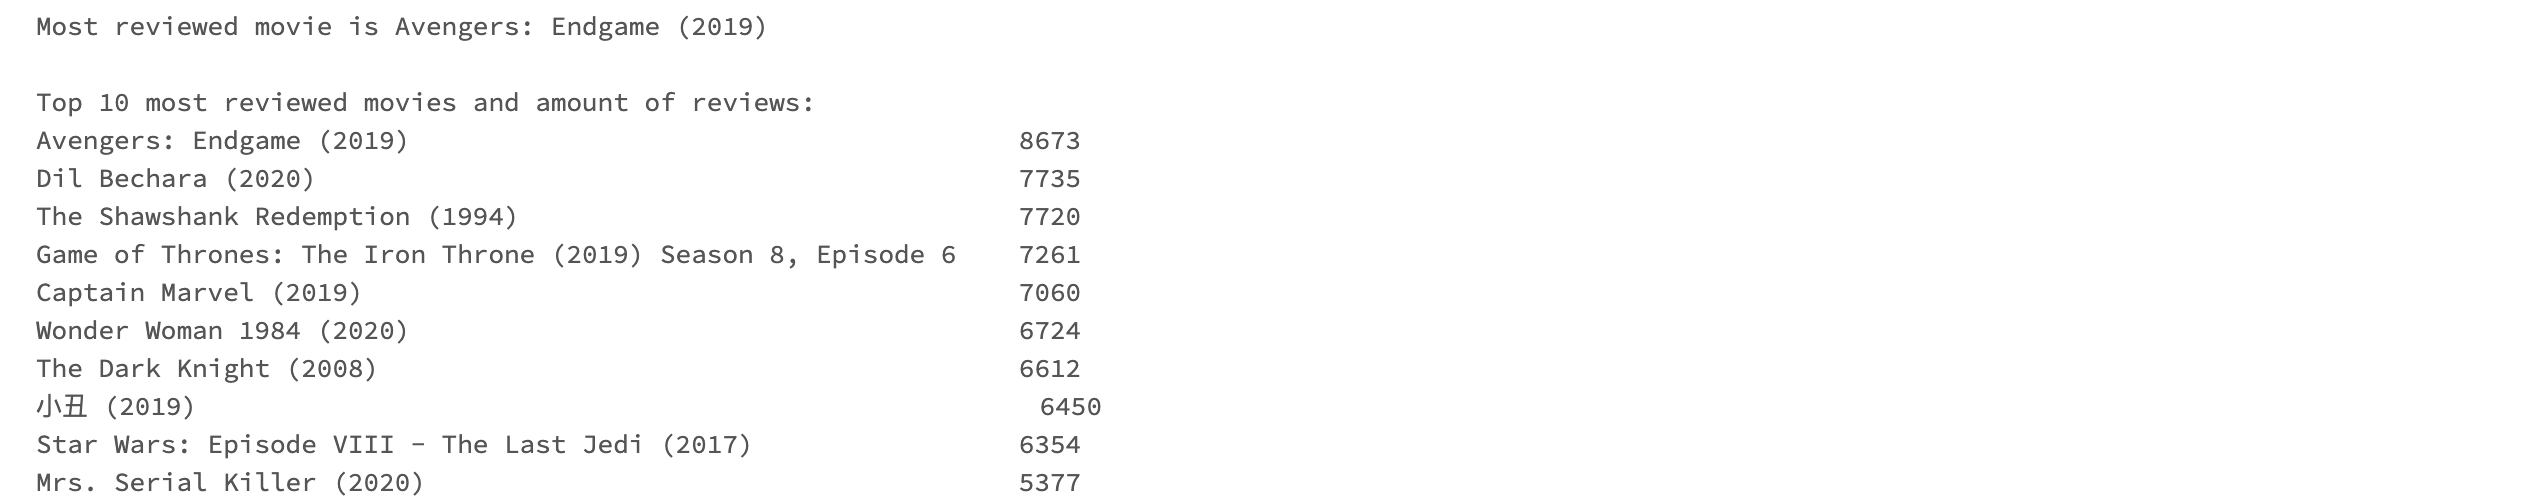 Most reviewed movie is Avengers: Endgame (2019)
Top 10 most reviewed movies and amount of reviews:
Avengers: Endgame (2019) 8673
Dil Bechara (2020) 7735
The Shawshank Redemption (1994) 7720
Game of Thrones: The Iron Throne (2019) Season 8, Episode 6 7261
Captain Marvel (2019) 7060
Wonder Woman 1984 (2020) 6724
The Dark Knight (2008) 6612
小丑 (2019) 6450
Star Wars: Episode VIII - The Last Jedi (2017) 6354
Mrs. Serial Killer (2020) 5377